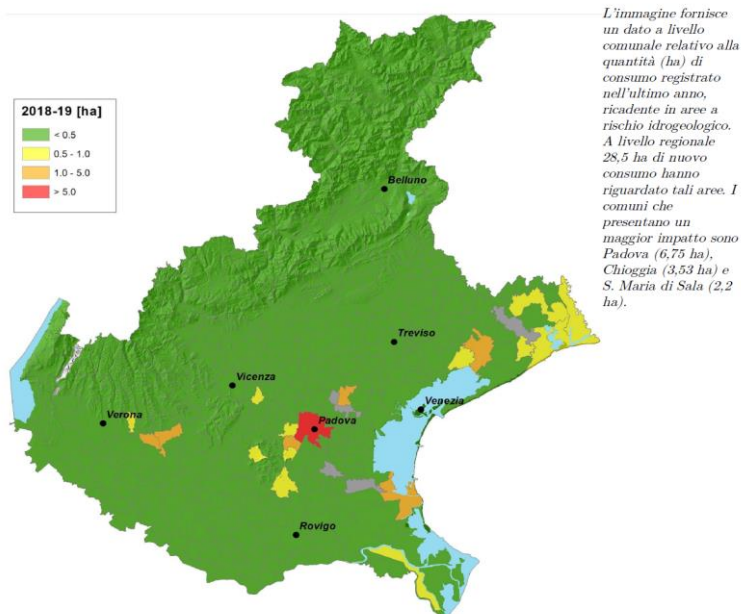 L'immagine fornisce
un dato a livello
comunale relativo alla
quantità (ha) di
consumo registrato
nell'ultimo anno,
ricadente in aree a
rischio idrogeologico.
A livello regionale
28,5 ha di nuovo
consumo hanno
riguardato tali aree. I
comuni che
presentano un
maggior impatto sono
Padova (6,75 ha),
Chioggia (3,53 ha) e
S. Maria di Sala (2,2
ha).
2018-19 [ha]
< 0.5
0.5 - 1.0
1.0 - 5.0
> 5.0
Belluno
Treviso
Vicenza
Venezia
Verona
Padova
Rovigo